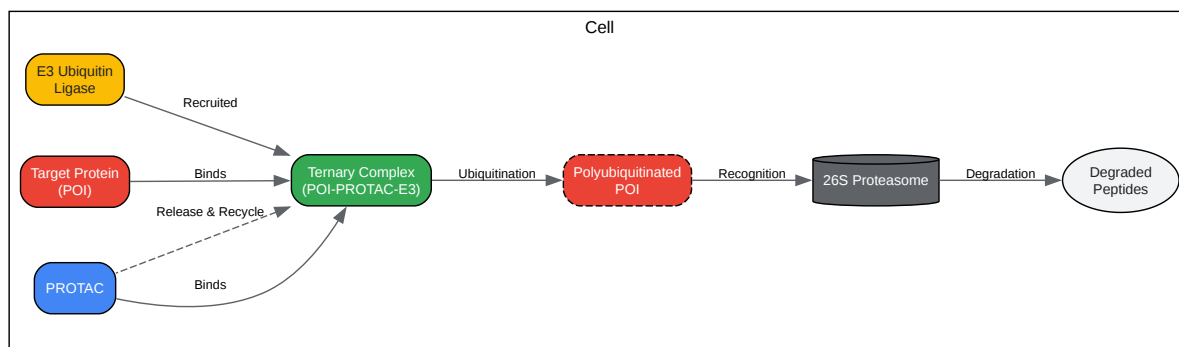 Cell
E3 Ubiquitin
Ligase
Recruited
Target Protein
(POI)
Binds
Ternary Complex
(POI-PROTAC-E3)
Ubiquitination
Polyubiquitinated
POI
Recognition
26S Proteasome
Degradation
Degraded
Peptides
Release & Recycle
PROTAC
Binds